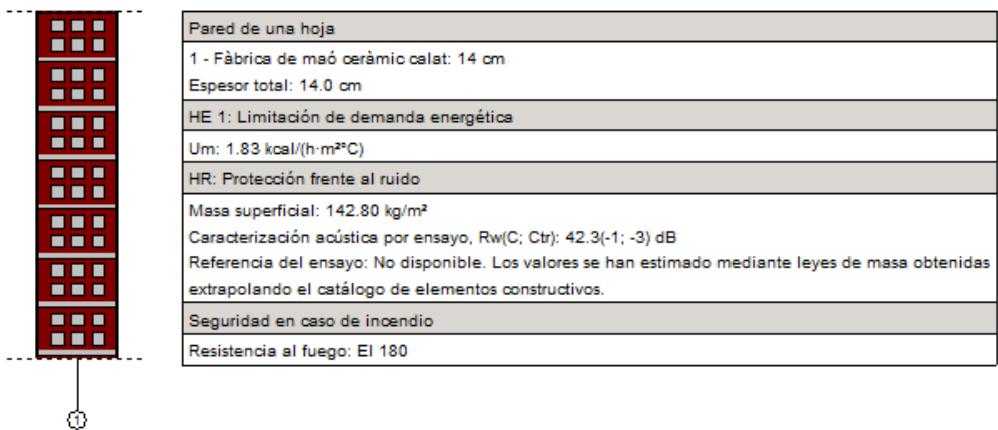 Pared de una hoja
1 - Fàbrica de maó ceràmic calat: 14 cm
Espesor total: 14.0 cm
HE 1: Limitación de demanda energética
Um: 1.83 kcal/(h·m²°C)
HR: Protección frente al ruido
Masa superficial: 142.80 kg/m²
Caracterización acústica por ensayo, Rw(C; Ctr): 42.3(-1; -3) dB
Referencia del ensayo: No disponible. Los valores se han estimado mediante leyes de masa obtenidas
extrapolando el catálogo de elementos constructivos.
Seguridad en caso de incendio
Resistencia al fuego: EI 180
1